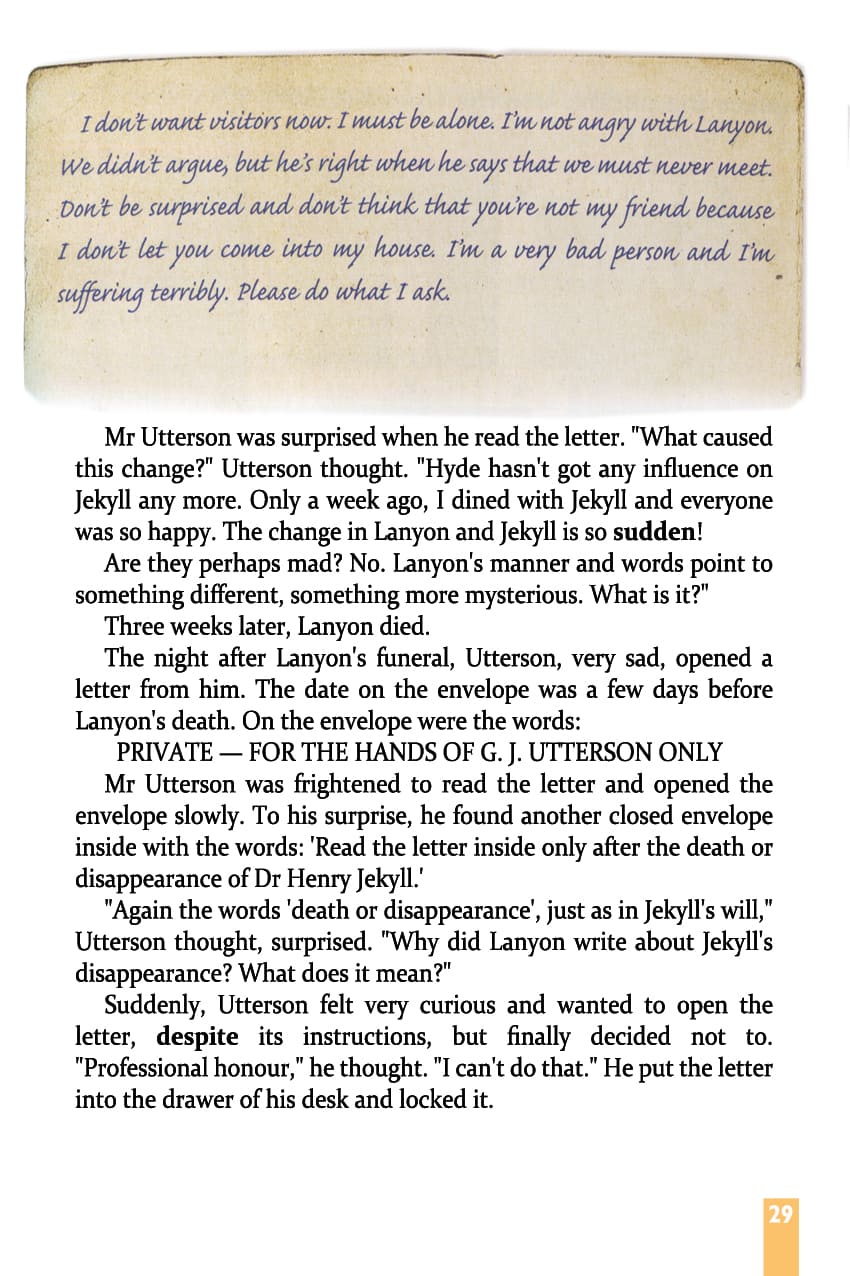 I don't want visitors now. I must be alone. I'm not angry with Lanyon.
We didn't argue, but he's right when he says that we must never meet.
Don't be surprised and don't think that you're not my friend because
I don't let you come into my house. I'm a very bad person and I'm
suffering terribly. Please do what I ask.
Mr Utterson was surprised when he read the letter. "What caused
this change?" Utterson thought. "Hyde hasn't got any influence on
Jekyll any more. Only a week ago, I dined with Jekyll and everyone
was so happy. The change in Lanyon and Jekyll is so sudden!
Are they perhaps mad? No. Lanyon's manner and words point to
something different, something more mysterious. What is it?"
Three weeks later, Lanyon died.
The night after Lanyon's funeral, Utterson, very sad, opened a
letter from him. The date on the envelope was a few days before
Lanyon's death. On the envelope were the words:
PRIVATE — FOR THE HANDS OF G. J. UTTERSON ONLY
Mr Utterson was frightened to read the letter and opened the
envelope slowly. To his surprise, he found another closed envelope
inside with the words: 'Read the letter inside only after the death or
disappearance of Dr Henry Jekyll.'
"Again the words 'death or disappearance', just as in Jekyll's will,"
Utterson thought, surprised. "Why did Lanyon write about Jekyll's
disappearance? What does it mean?"
Suddenly, Utterson felt very curious and wanted to open the
letter, despite its instructions, but finally decided not to.
"Professional honour," he thought. "I can't do that." He put the letter
into the drawer of his desk and locked it.
29